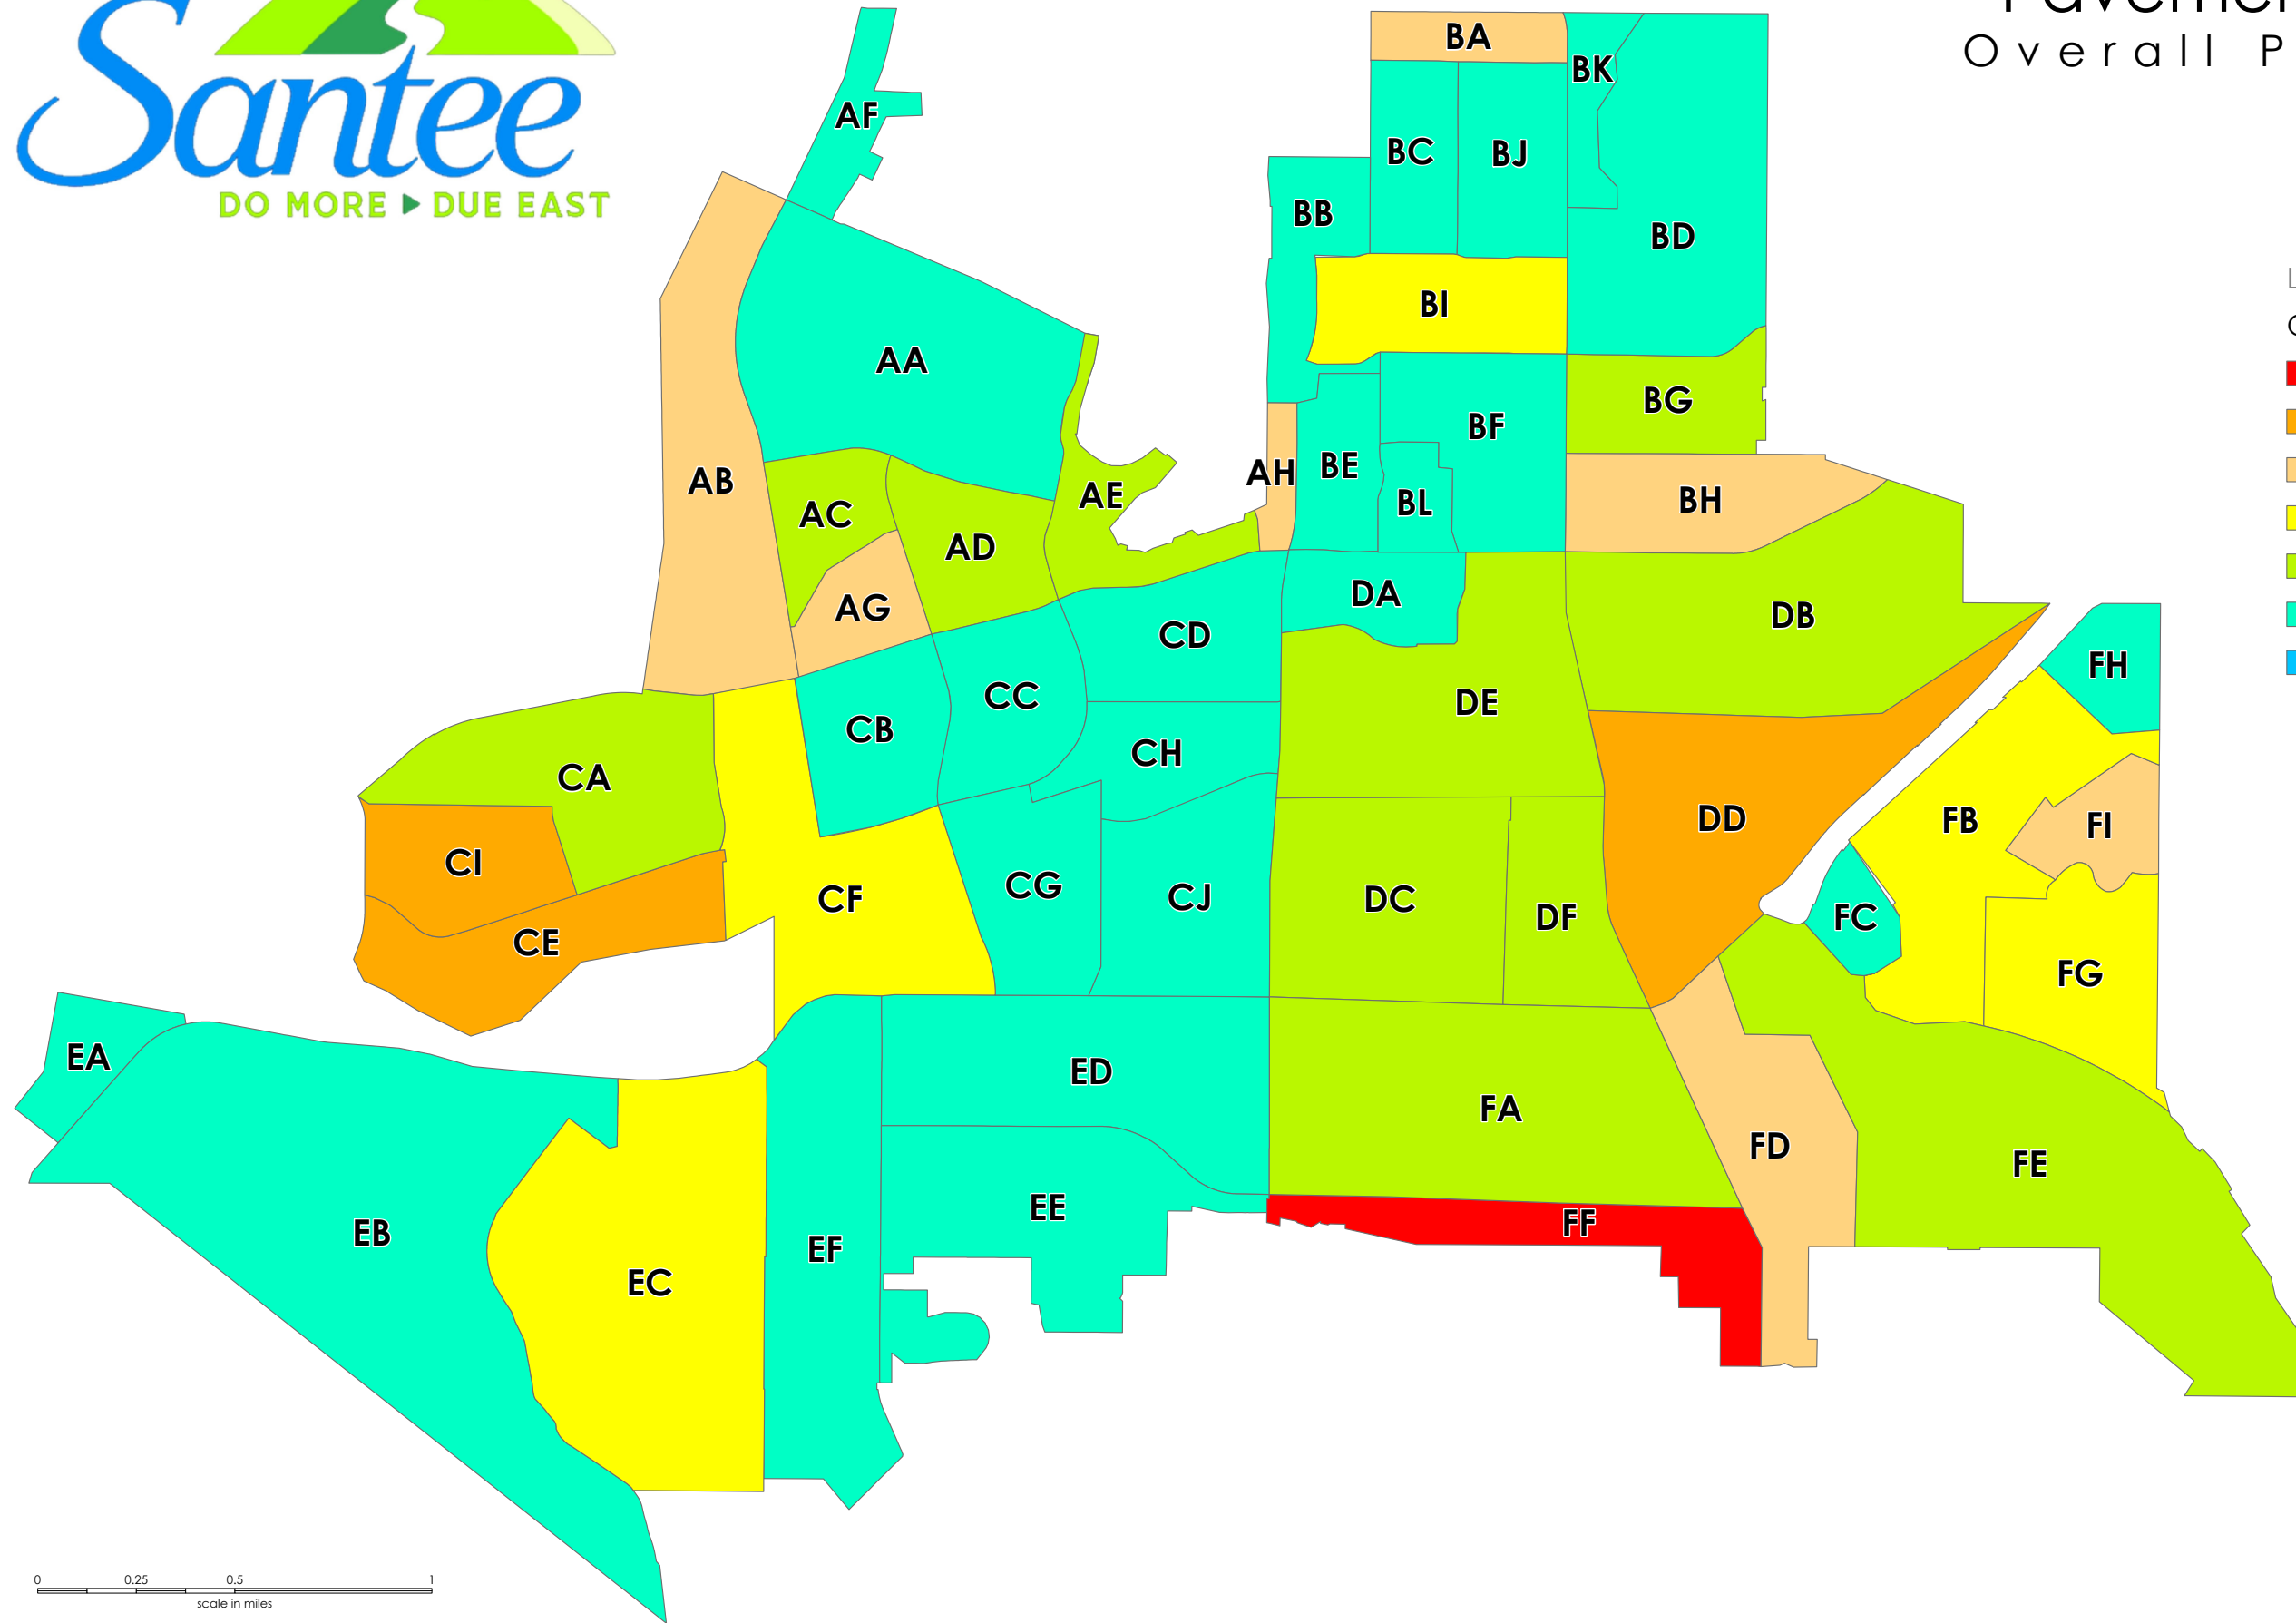 Santee
DO MORE ▶ DUE EAST
Overall P
AF
BA
BK
BC
BJ
BB
BD
BI
AA
BG
BF
AB
AH
BE
AE
BL
BH
AC
AD
AG
DA
DB
CD
FH
CC
DE
CB
CH
CA
DD
FB
FI
CI
CG
CJ
CF
DC
DF
FC
CE
FG
EA
ED
FA
FD
FE
EE
FF
EB
EF
EC
0 0.25 0.5 1
scale in miles